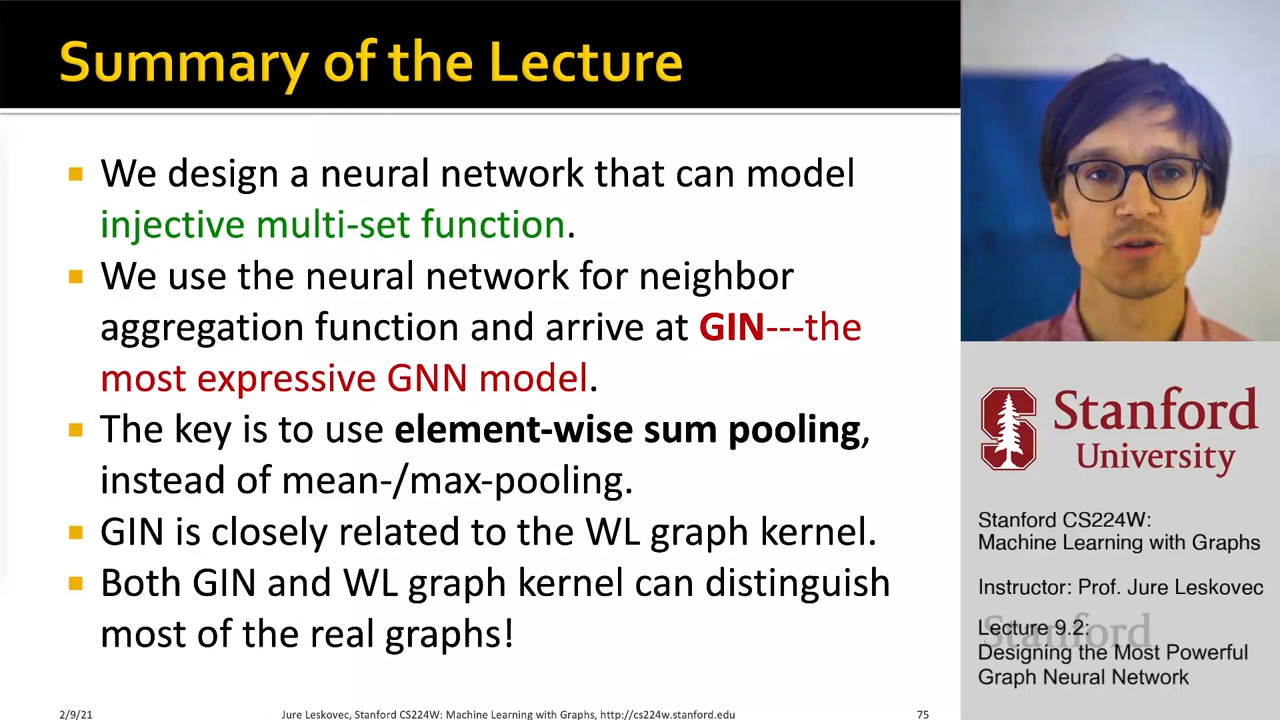 Summary of the Lecture
We design a neural network that can model
injective multi-set function.
We use the neural network for neighbor
aggregation function and arrive at GIN---the
most expressive GNN model.
The key is to use element-wise sum pooling,
instead of mean-/max-pooling.
GIN is closely related to the WL graph kernel.
Both GIN and WL graph kernel can distinguish
most of the real graphs!
2/9/21
Jure Leskovec, Stanford CS224W: Machine Learning with Graphs, http://cs224w.stanford.edu
75
Stanford
University
Stanford CS224W:
Machine Learning with Graphs
Instructor: Prof. Jure Leskovec
Stanford
Lecture 9.2:
Designing the Most Powerful
Graph Neural Network